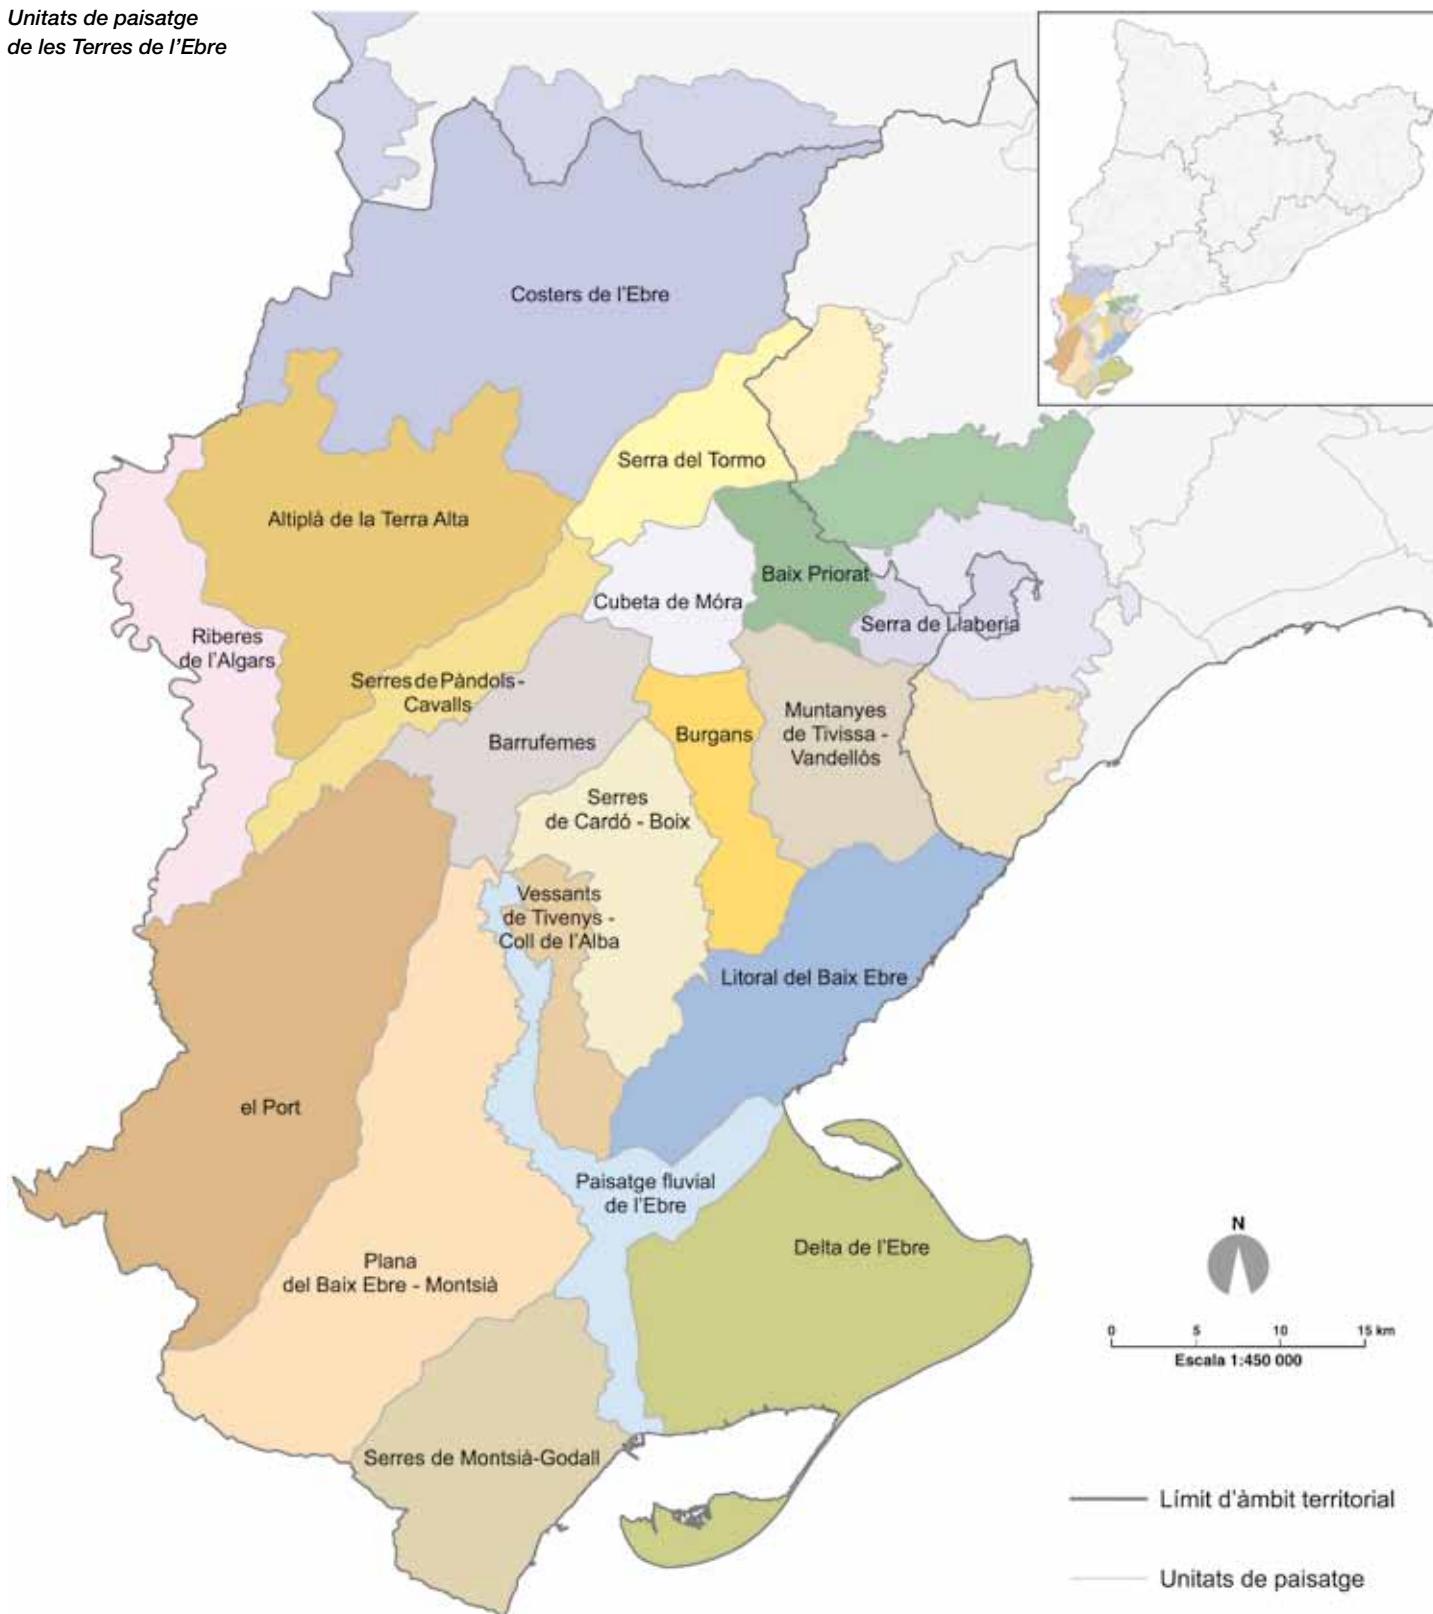 Unitats de paisatge
de les Terres de l'Ebre
Costers de l'Ebre
Serra del Tormo
Altiplà de la Terra Alta
Baix Priorat
Cubeta de Móra
Serra de Llaberia
Riberes
de l'Algars
Serres de Pàndols -
Cavalls
Barrufemes
Burgans
Muntanyes
de Tivissa -
Vandellòs
Serres
de Cardó - Boix
Vessants
de Tivenys -
Coll de l'Alba
Litoral del Baix Ebre
el Port
Paisatge fluvial
de l'Ebre
Delta de l'Ebre
Plana
del Baix Ebre - Montsià
Serres de Montsià-Godall
N
0 5 10 15 km
Escala 1:450 000
Límit d'àmbit territorial
Unitats de paisatge